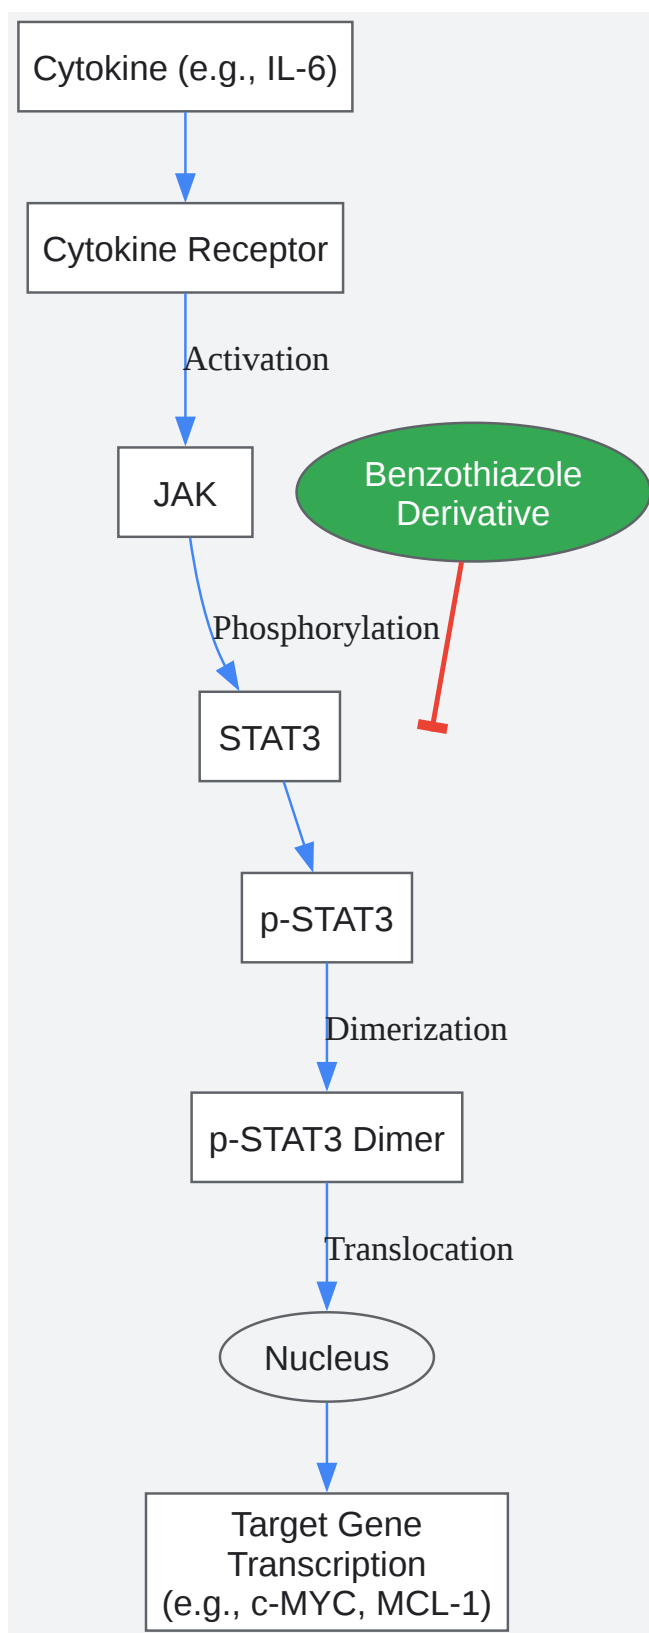 Cytokine (e.g., IL-6)
Cytokine Receptor
Activation
JAK
Benzothiazole
Derivative
Phosphorylation
STAT3
p-STAT3
Dimerization
p-STAT3 Dimer
Translocation
Nucleus
Target Gene
Transcription
(e.g., c-MYC, MCL-1)